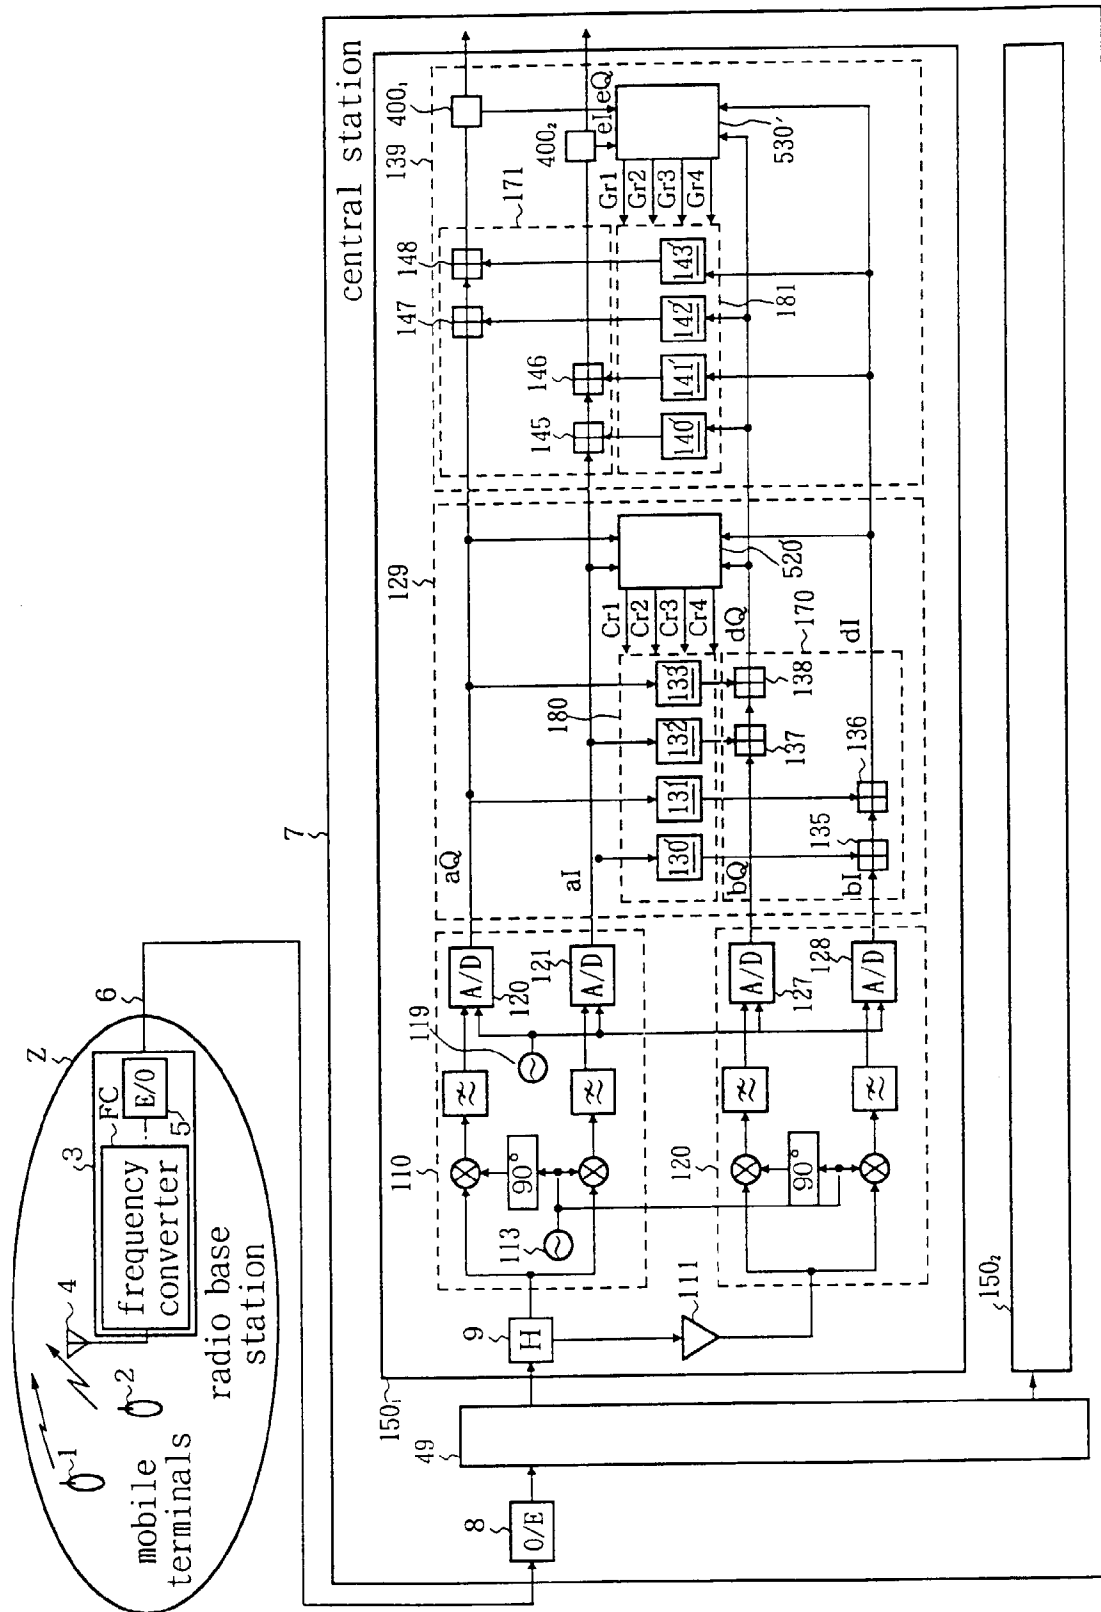 mobile
terminals
1
2
4
radio base
station
3
frequency
converter
FC
E/O
5
Z
6
7
central station
8
O/E
49
150₁
150₂
9
H
111
110
113
90°
119
A/D
120
A/D
121
120
90°
A/D
127
A/D
128
aQ
aI
bQ
bI
129
180
130′
131′
132′
133′
135
136
137
138
170
Cr1
Cr2
Cr3
Cr4
dQ
dI
520′
139
171
145
146
147
148
140′
141′
142′
143′
181
Gr1
Gr2
Gr3
Gr4
530′
400₁
400₂
eI
eQ